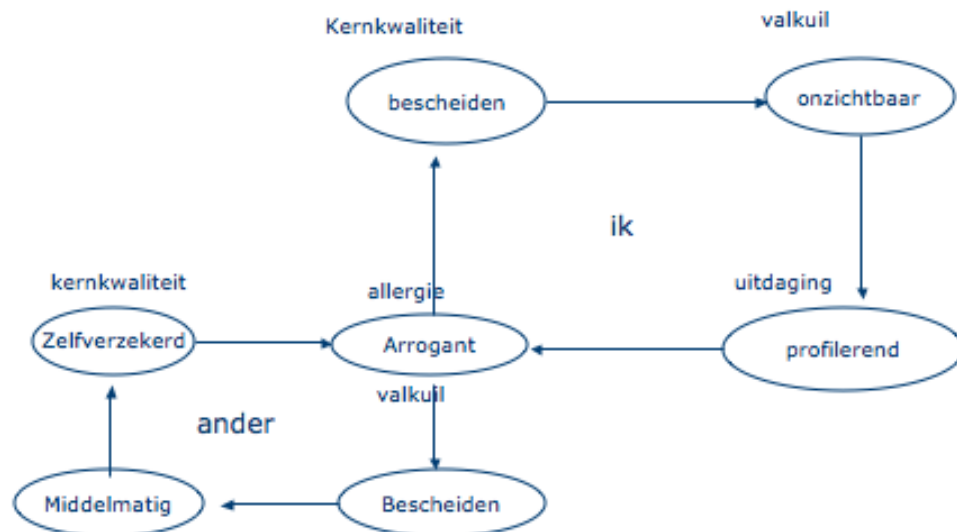 Kernkwaliteit
valkuil
bescheiden
onzichtbaar
ik
kernkwaliteit
allergie
uitdaging
Zelfverzekerd
Arrogant
profilerend
valkuil
ander
Middelmatig
Bescheiden